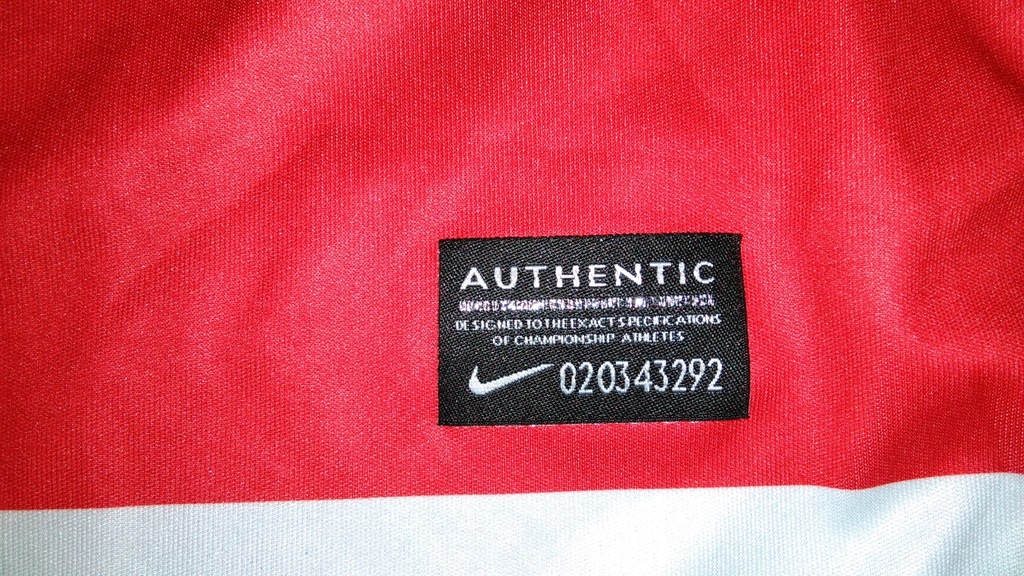 AUTHENTIC
DESIGNED TO THE EXACT SPECIFICATIONS
OF CHAMPIONSHIP ATHLETES
020343292